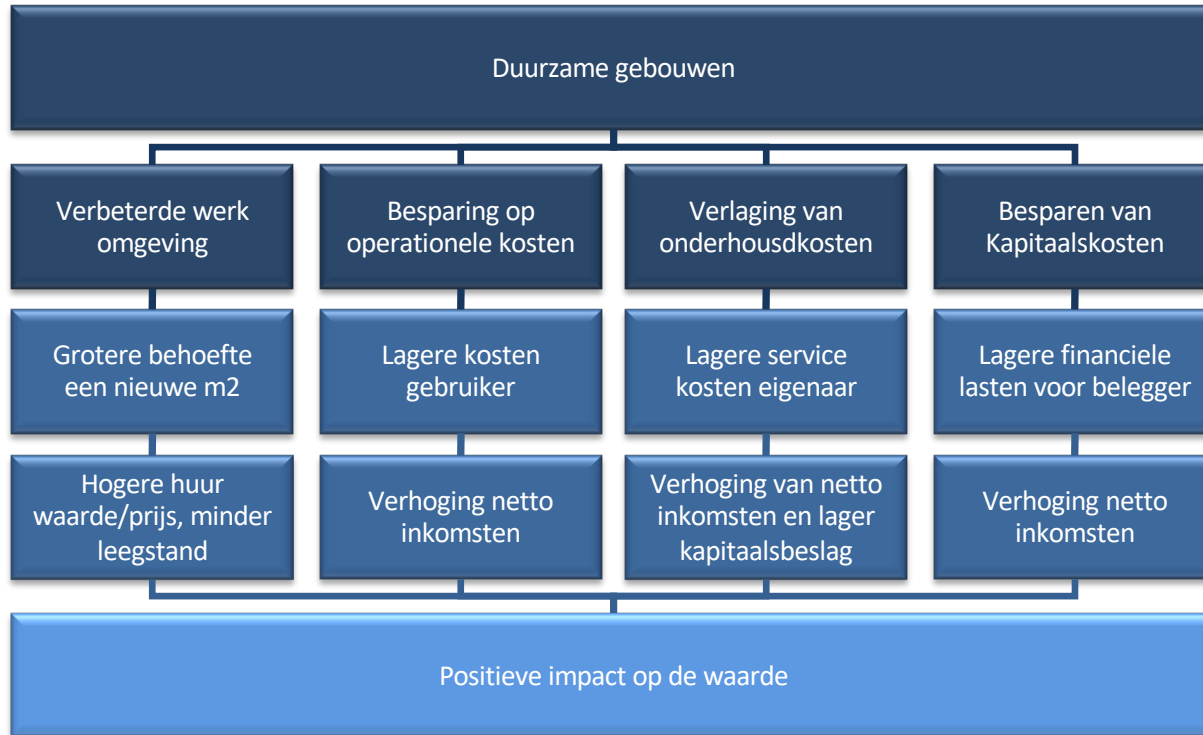 Duurzame gebouwen
Verbeterde werk
omgeving
Besparing op
operationele kosten
Verlaging van
onderhousdkosten
Besparen van
Kapitaalskosten
Grotere behoefte
een nieuwe m2
Lagere kosten
gebruiker
Lagere service
kosten eigenaar
Lagere financiele
lasten voor belegger
Hogere huur
waarde/prijs, minder
leegstand
Verhoging netto
inkomsten
Verhoging van netto
inkomsten en lager
kapitaalsbeslag
Verhoging netto
inkomsten
Positieve impact op de waarde